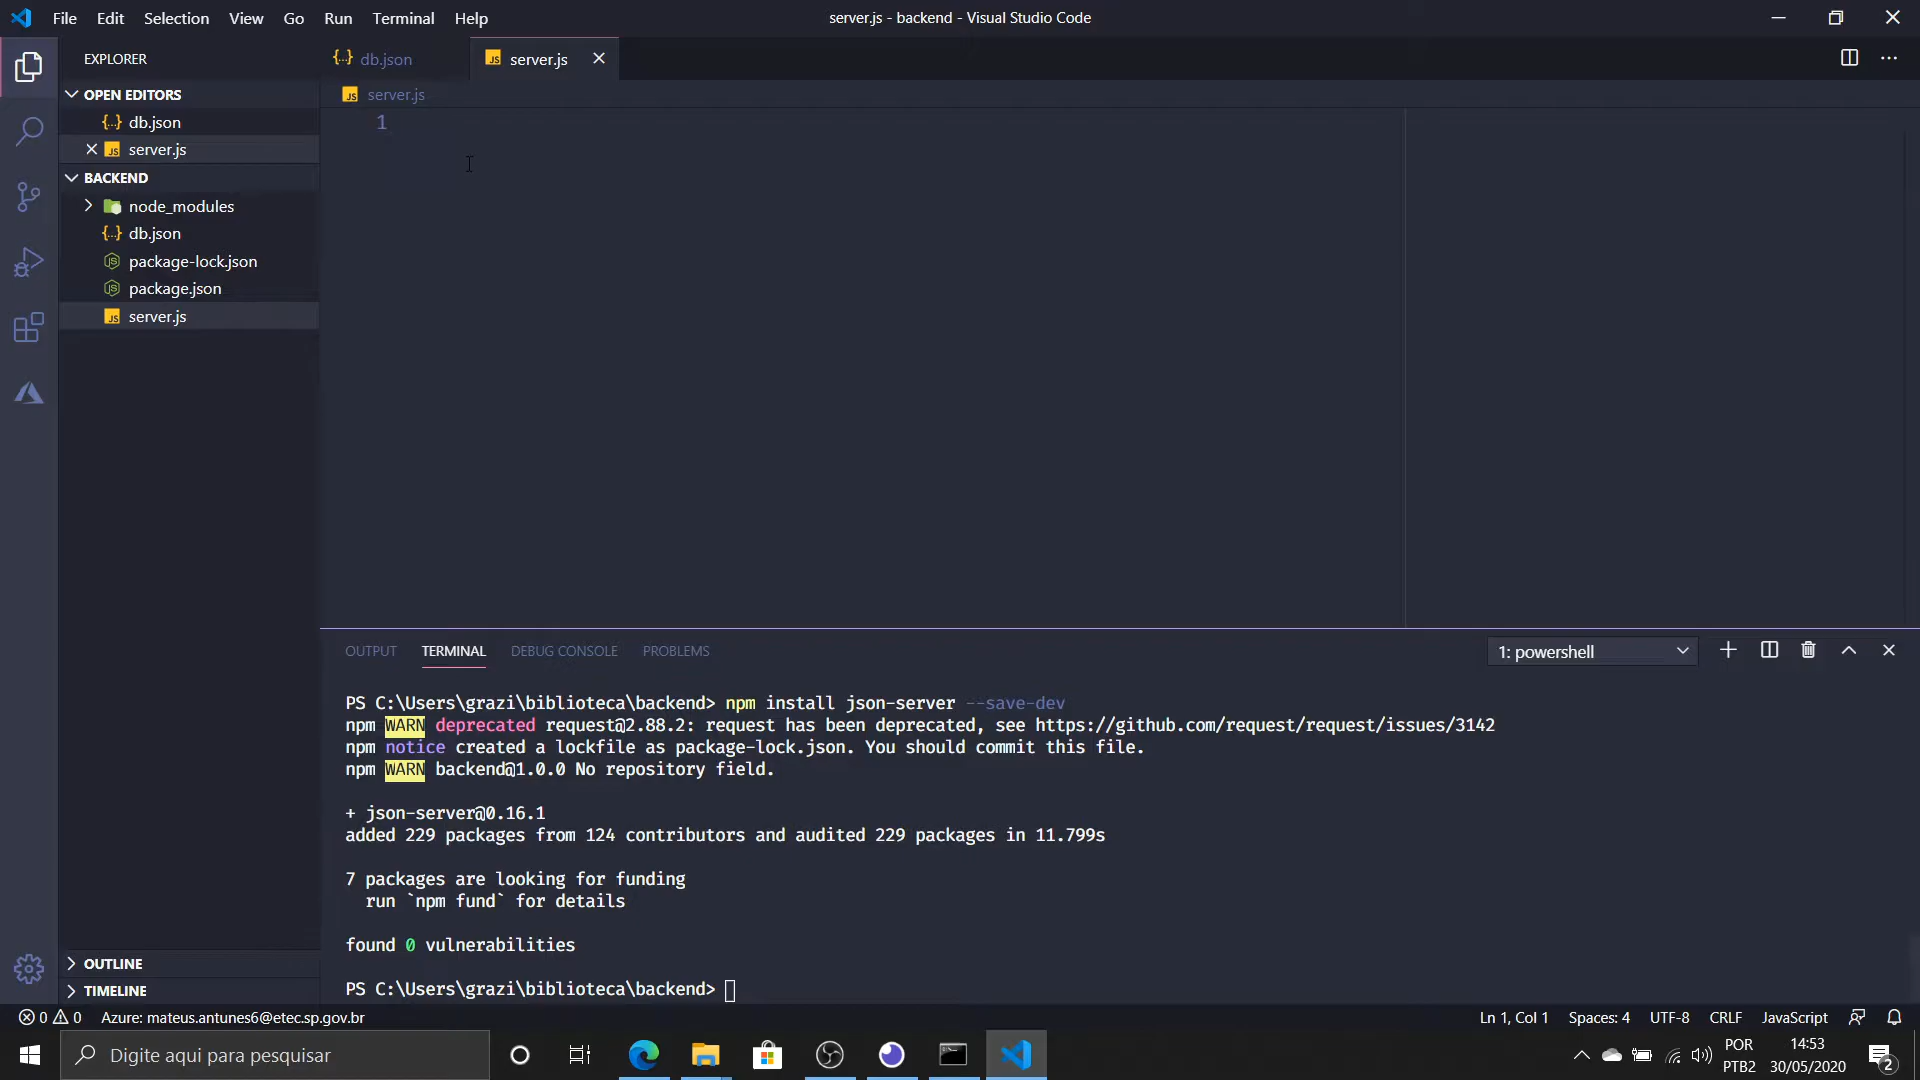 File Edit Selection View Go Run Terminal Help
server.js - backend - Visual Studio Code
EXPLORER
OPEN EDITORS
{..} db.json
JS server.js
BACKEND
node_modules
{..} db.json
package-lock.json
package.json
JS server.js
OUTLINE
TIMELINE
{..} db.json
JS server.js
JS server.js
1
OUTPUT TERMINAL DEBUG CONSOLE PROBLEMS
1: powershell
PS C:\Users\grazi\biblioteca\backend> npm install json-server --save-dev
npm WARN deprecated request@2.88.2: request has been deprecated, see https://github.com/request/request/issues/3142
npm notice created a lockfile as package-lock.json. You should commit this file.
npm WARN backend@1.0.0 No repository field.
+ json-server@0.16.1
added 229 packages from 124 contributors and audited 229 packages in 11.799s
7 packages are looking for funding
run `npm fund` for details
found 0 vulnerabilities
PS C:\Users\grazi\biblioteca\backend>
0 0 Azure: mateus.antunes6@etec.sp.gov.br
Ln 1, Col 1 Spaces: 4 UTF-8 CRLF JavaScript
Digite aqui para pesquisar
POR
PTB2
14:53
30/05/2020
2